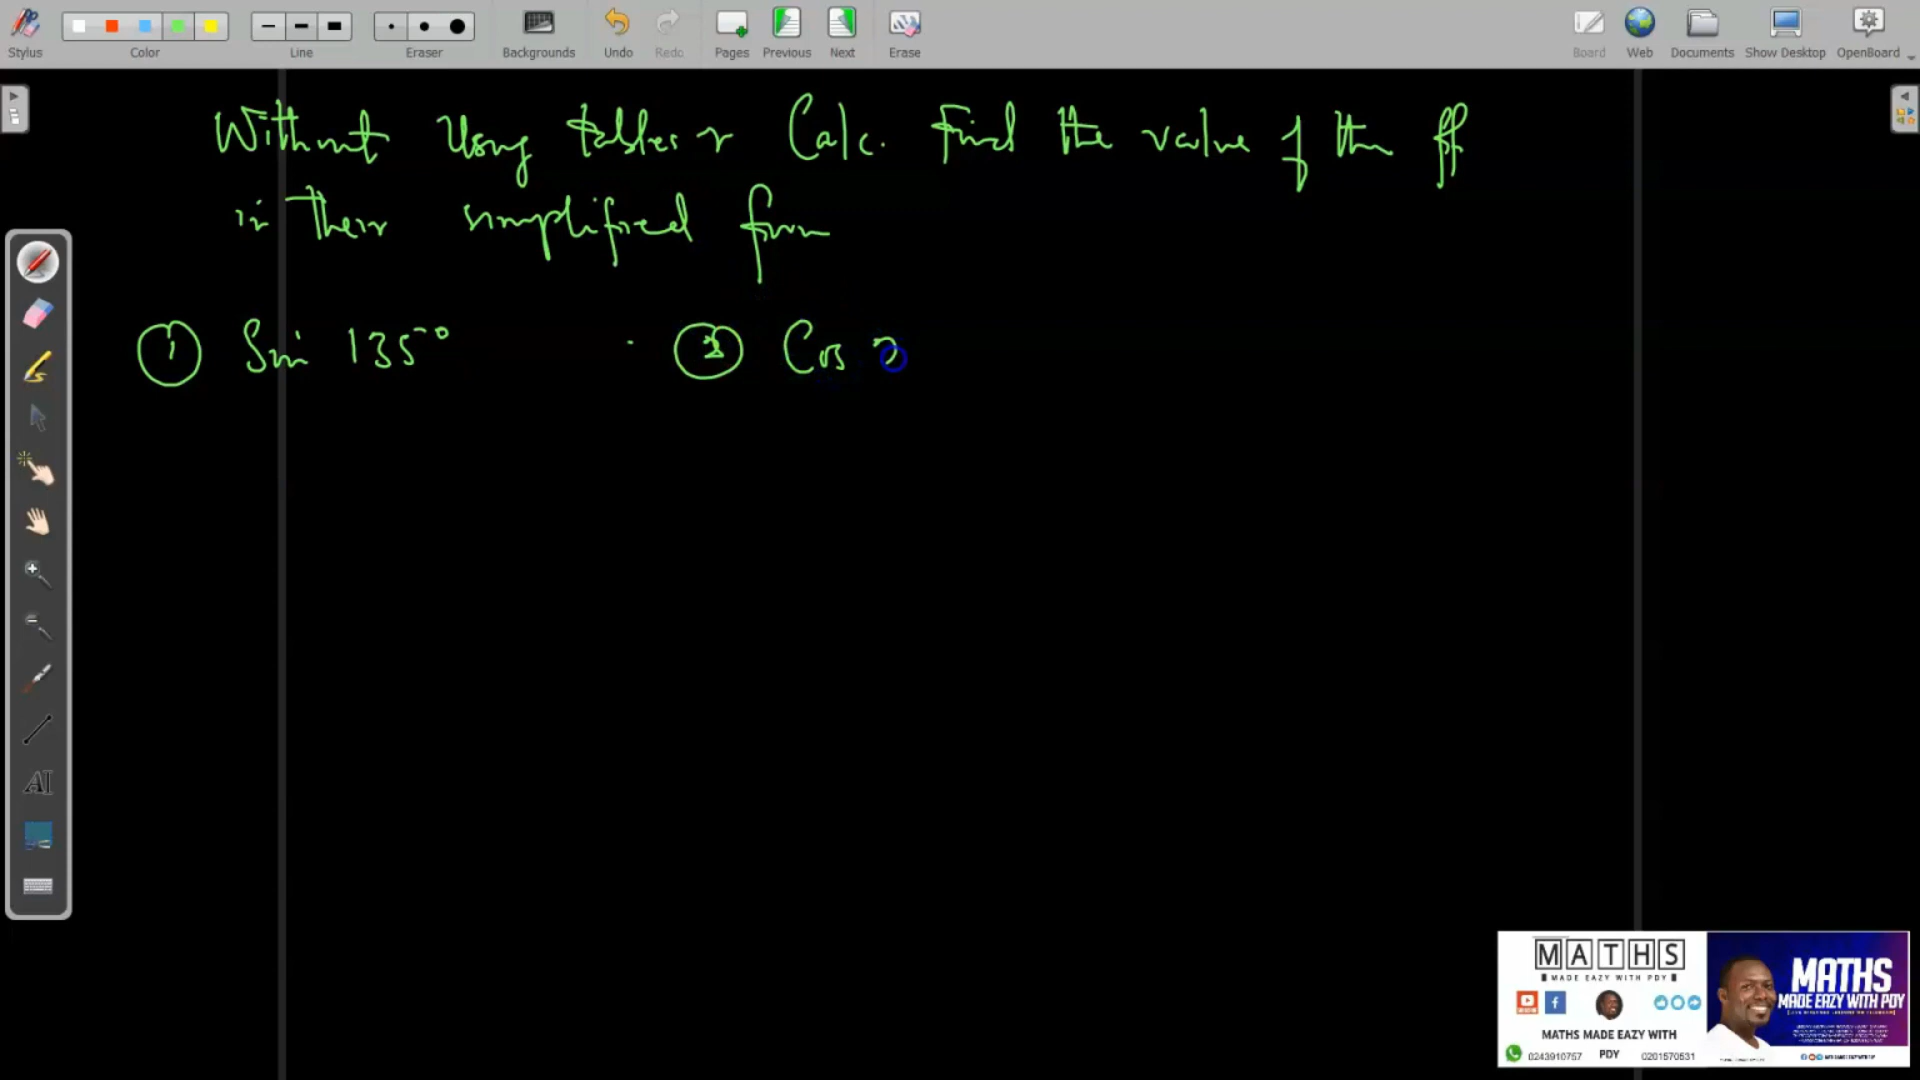 Stylus Color Line Eraser Backgrounds Undo Redo Pages Previous Next Erase Board Web Documents Show Desktop OpenBoard
Without Using tables r Calc. Find the value of the ff
in their simplified form
① Sin 135° ② Cos
AI
MATHS
MADE EAZY WITH PDY
MATHS MADE EAZY WITH
PDY
0243910757 0201570531
MATHS
MADE EAZY WITH PDY